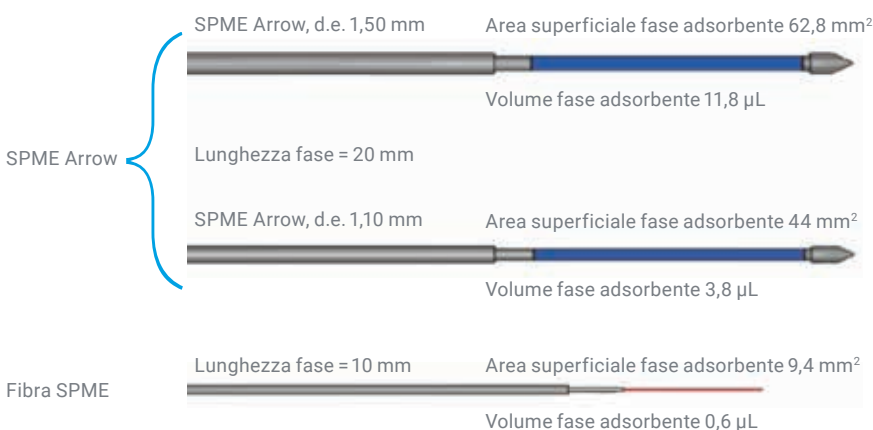 SPME Arrow, d.e. 1,50 mm
Area superficiale fase adsorbente 62,8 mm²
Volume fase adsorbente 11,8 µL
SPME Arrow
Lunghezza fase = 20 mm
SPME Arrow, d.e. 1,10 mm
Area superficiale fase adsorbente 44 mm²
Volume fase adsorbente 3,8 µL
Lunghezza fase = 10 mm
Area superficiale fase adsorbente 9,4 mm²
Fibra SPME
Volume fase adsorbente 0,6 µL